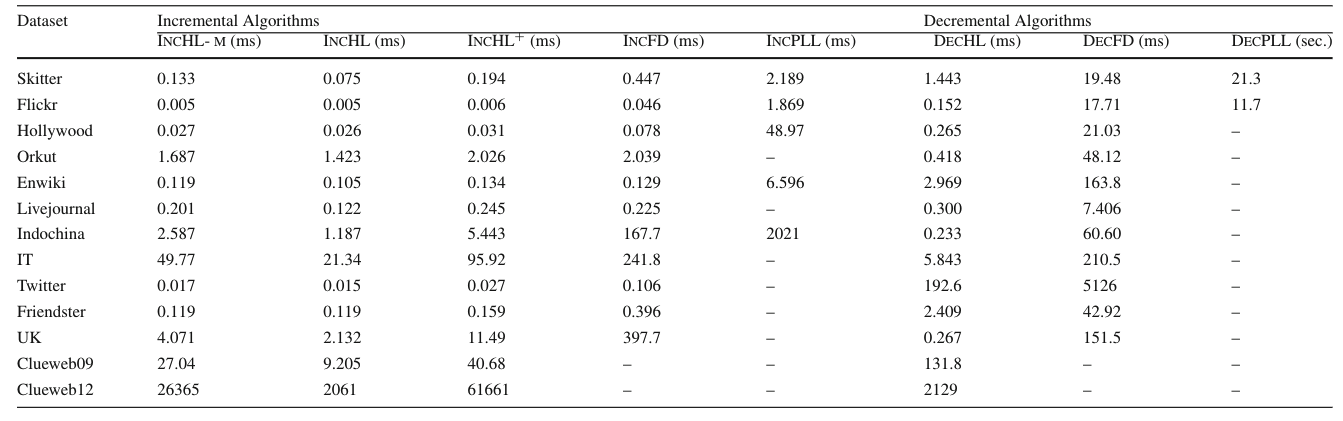 Dataset Incremental Algorithms Decremental Algorithms
INCHL- M (ms) INCHL (ms) INCHL+ (ms) INCFD (ms) INCPLL (ms) DECHL (ms) DECFD (ms) DECPLL (sec.)
Skitter 0.133 0.075 0.194 0.447 2.189 1.443 19.48 21.3
Flickr 0.005 0.005 0.006 0.046 1.869 0.152 17.71 11.7
Hollywood 0.027 0.026 0.031 0.078 48.97 0.265 21.03 –
Orkut 1.687 1.423 2.026 2.039 – 0.418 48.12 –
Enwiki 0.119 0.105 0.134 0.129 6.596 2.969 163.8 –
Livejournal 0.201 0.122 0.245 0.225 – 0.300 7.406 –
Indochina 2.587 1.187 5.443 167.7 2021 0.233 60.60 –
IT 49.77 21.34 95.92 241.8 – 5.843 210.5 –
Twitter 0.017 0.015 0.027 0.106 – 192.6 5126 –
Friendster 0.119 0.119 0.159 0.396 – 2.409 42.92 –
UK 4.071 2.132 11.49 397.7 – 0.267 151.5 –
Clueweb09 27.04 9.205 40.68 – – 131.8 – –
Clueweb12 26365 2061 61661 – – 2129 – –